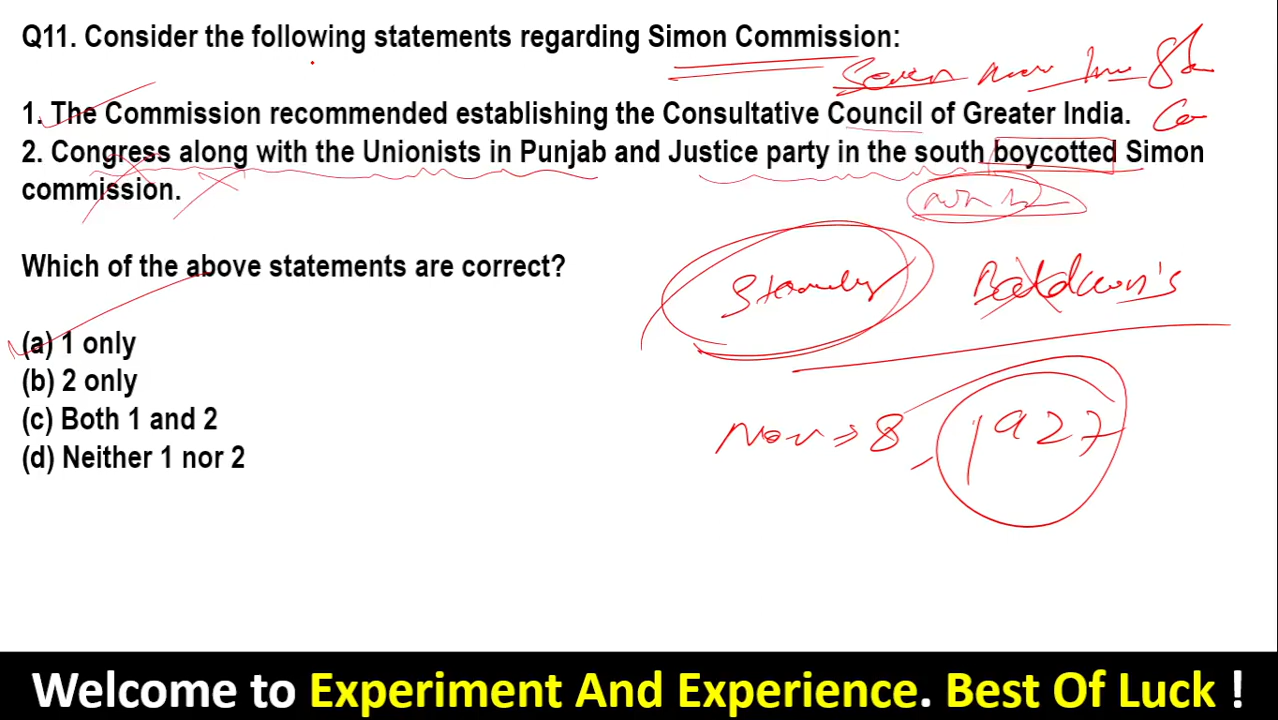 Q11. Consider the following statements regarding Simon Commission:
Seven
1. The Commission recommended establishing the Consultative Council of Greater India.
2. Congress along with the Unionists in Punjab and Justice party in the south boycotted Simon
commission.
Which of the above statements are correct?
Baldwin's
(a) 1 only
(b) 2 only
(c) Both 1 and 2
(d) Neither 1 nor 2
Nov → 8, 1927
Welcome to Experiment And Experience. Best Of Luck !